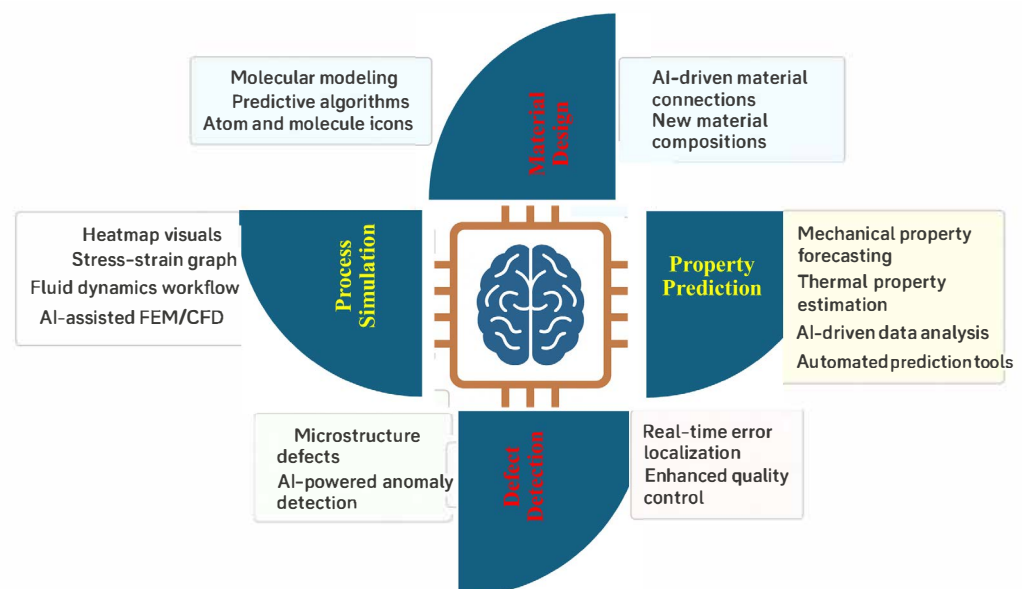 Molecular modeling
Predictive algorithms
Atom and molecule icons
Material
Design
AI-driven material
connections
New material
compositions
Heatmap visuals
Stress-strain graph
Fluid dynamics workflow
AI-assisted FEM/CFD
Process
Simulation
Property
Prediction
Mechanical property
forecasting
Thermal property
estimation
AI-driven data analysis
Automated prediction tools
Microstructure
defects
AI-powered anomaly
detection
Defect
Detection
Real-time error
localization
Enhanced quality
control